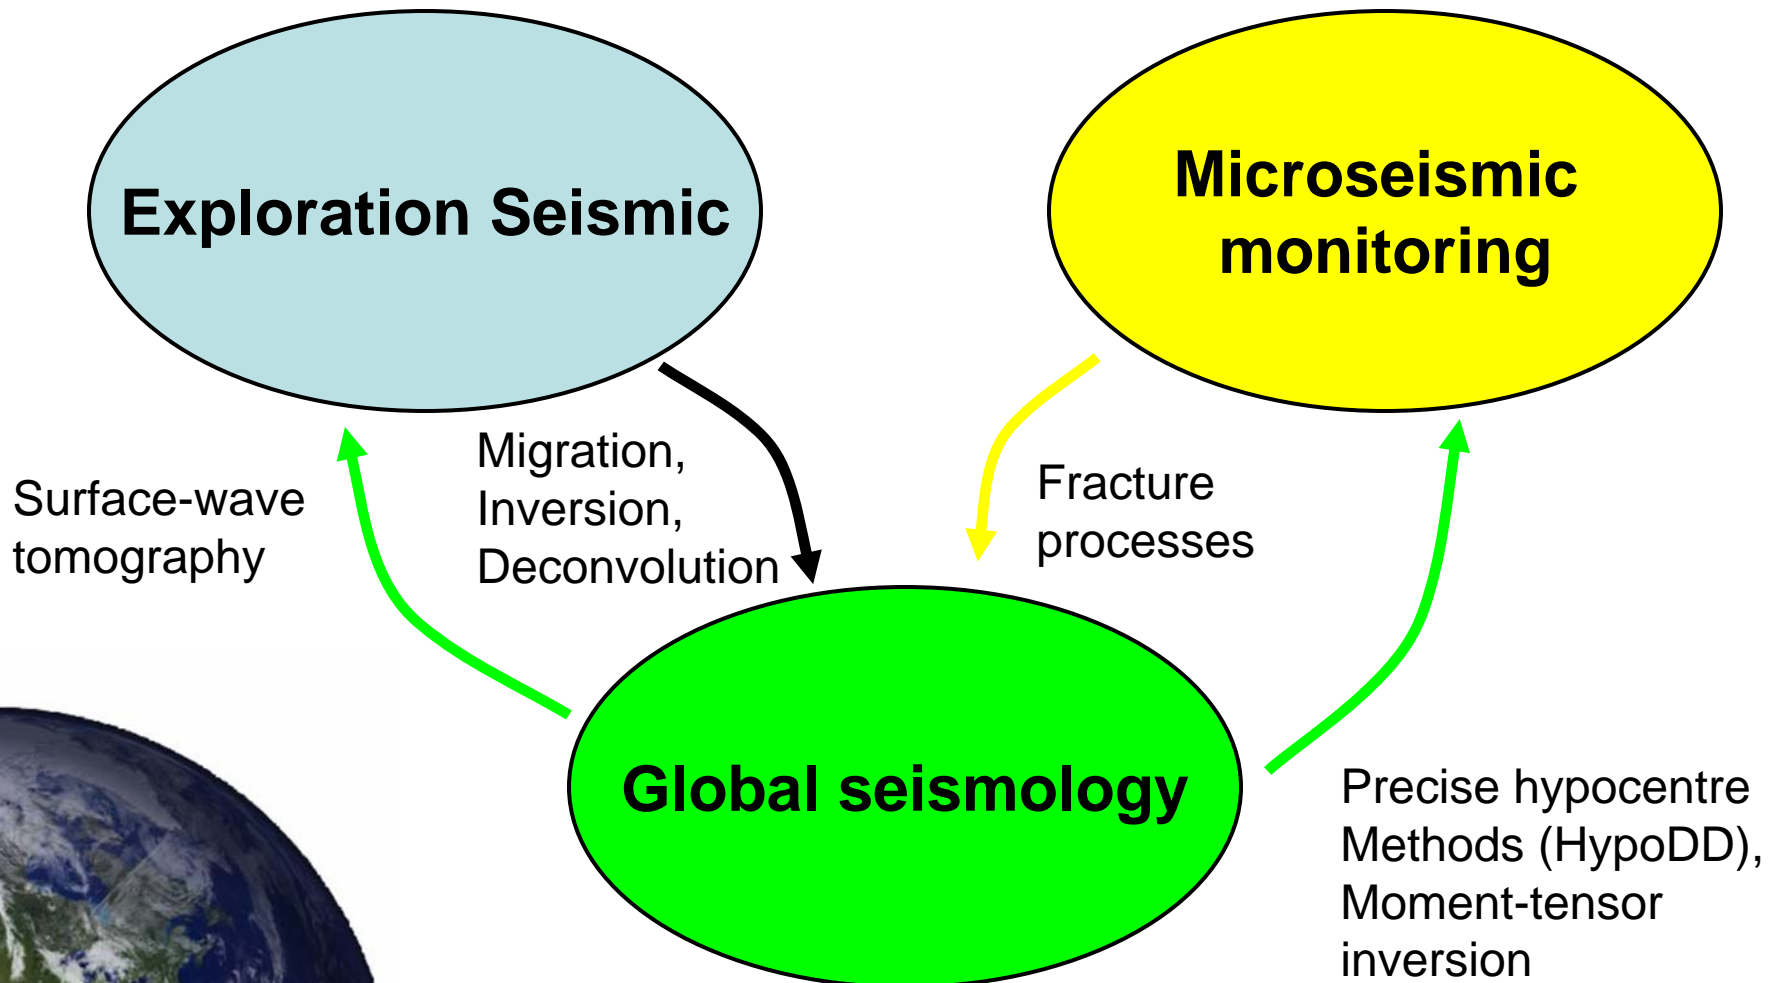 Exploration Seismic
Microseismic
monitoring
Surface-wave
tomography
Migration,
Inversion,
Deconvolution
Fracture
processes
Global seismology
Precise hypocentre
Methods (HypoDD),
Moment-tensor
inversion